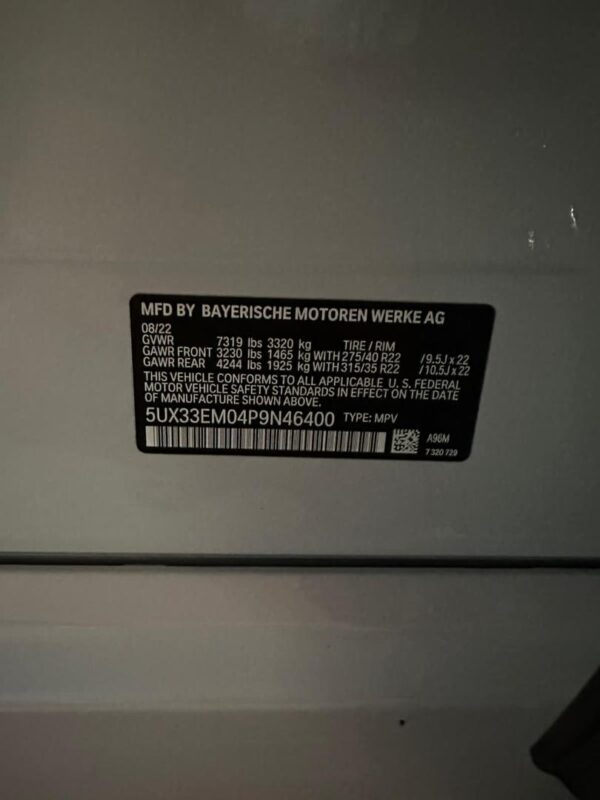 MFD BY BAYERISCHE MOTOREN WERKE AG
08/22
GVWR 7319 lbs 3320 kg TIRE / RIM
GAWR FRONT 3230 lbs 1465 kg WITH 275/40 R22 / 9.5J x 22
GAWR REAR 4244 lbs 1925 kg WITH 315/35 R22 / 10.5J x 22
THIS VEHICLE CONFORMS TO ALL APPLICABLE U. S. FEDERAL
MOTOR VEHICLE SAFETY STANDARDS IN EFFECT ON THE DATE
OF MANUFACTURE SHOWN ABOVE.
5UX33EM04P9N46400 TYPE: MPV
A96M
7 320 729